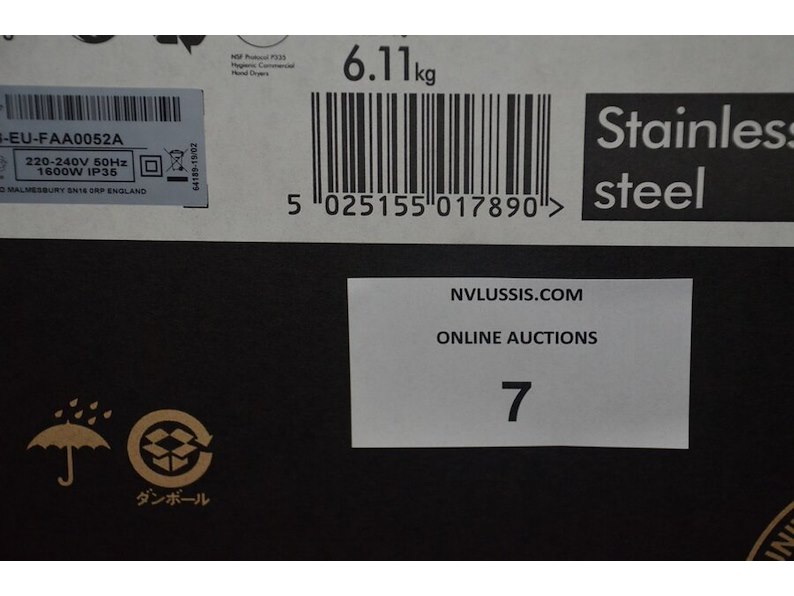 NSF Protocol P335
Hygienic Commercial
Hand Dryers
6.11kg
-EU-FAA0052A
220-240V 50Hz
1600W IP35
64189-19/02
MALMESBURY SN16 0RP ENGLAND
5 025155 017890 >
Stainless
steel
NVLUSSIS.COM
ONLINE AUCTIONS
7
ダンボール